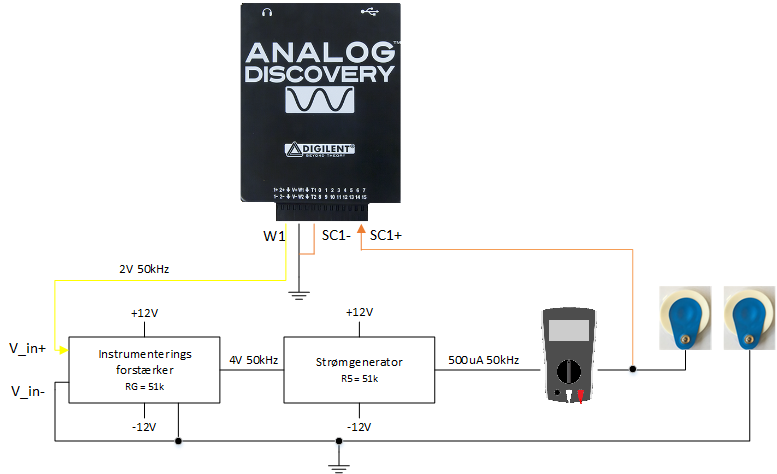 ANALOG™
DISCOVERY
DIGILENT®
BEYOND THEORY
1+ 2+ V+ W1 T1 0 1 2 3 4 5 6 7
1- 2- V- W2 T2 8 9 10 11 12 13 14 15
W1
SC1-
SC1+
2V 50kHz
+12V
+12V
V_in+
Instrumenterings
forstærker
RG = 51k
4V 50kHz
Strømgenerator
R5 = 51k
500uA 50kHz
V_in-
-12V
-12V